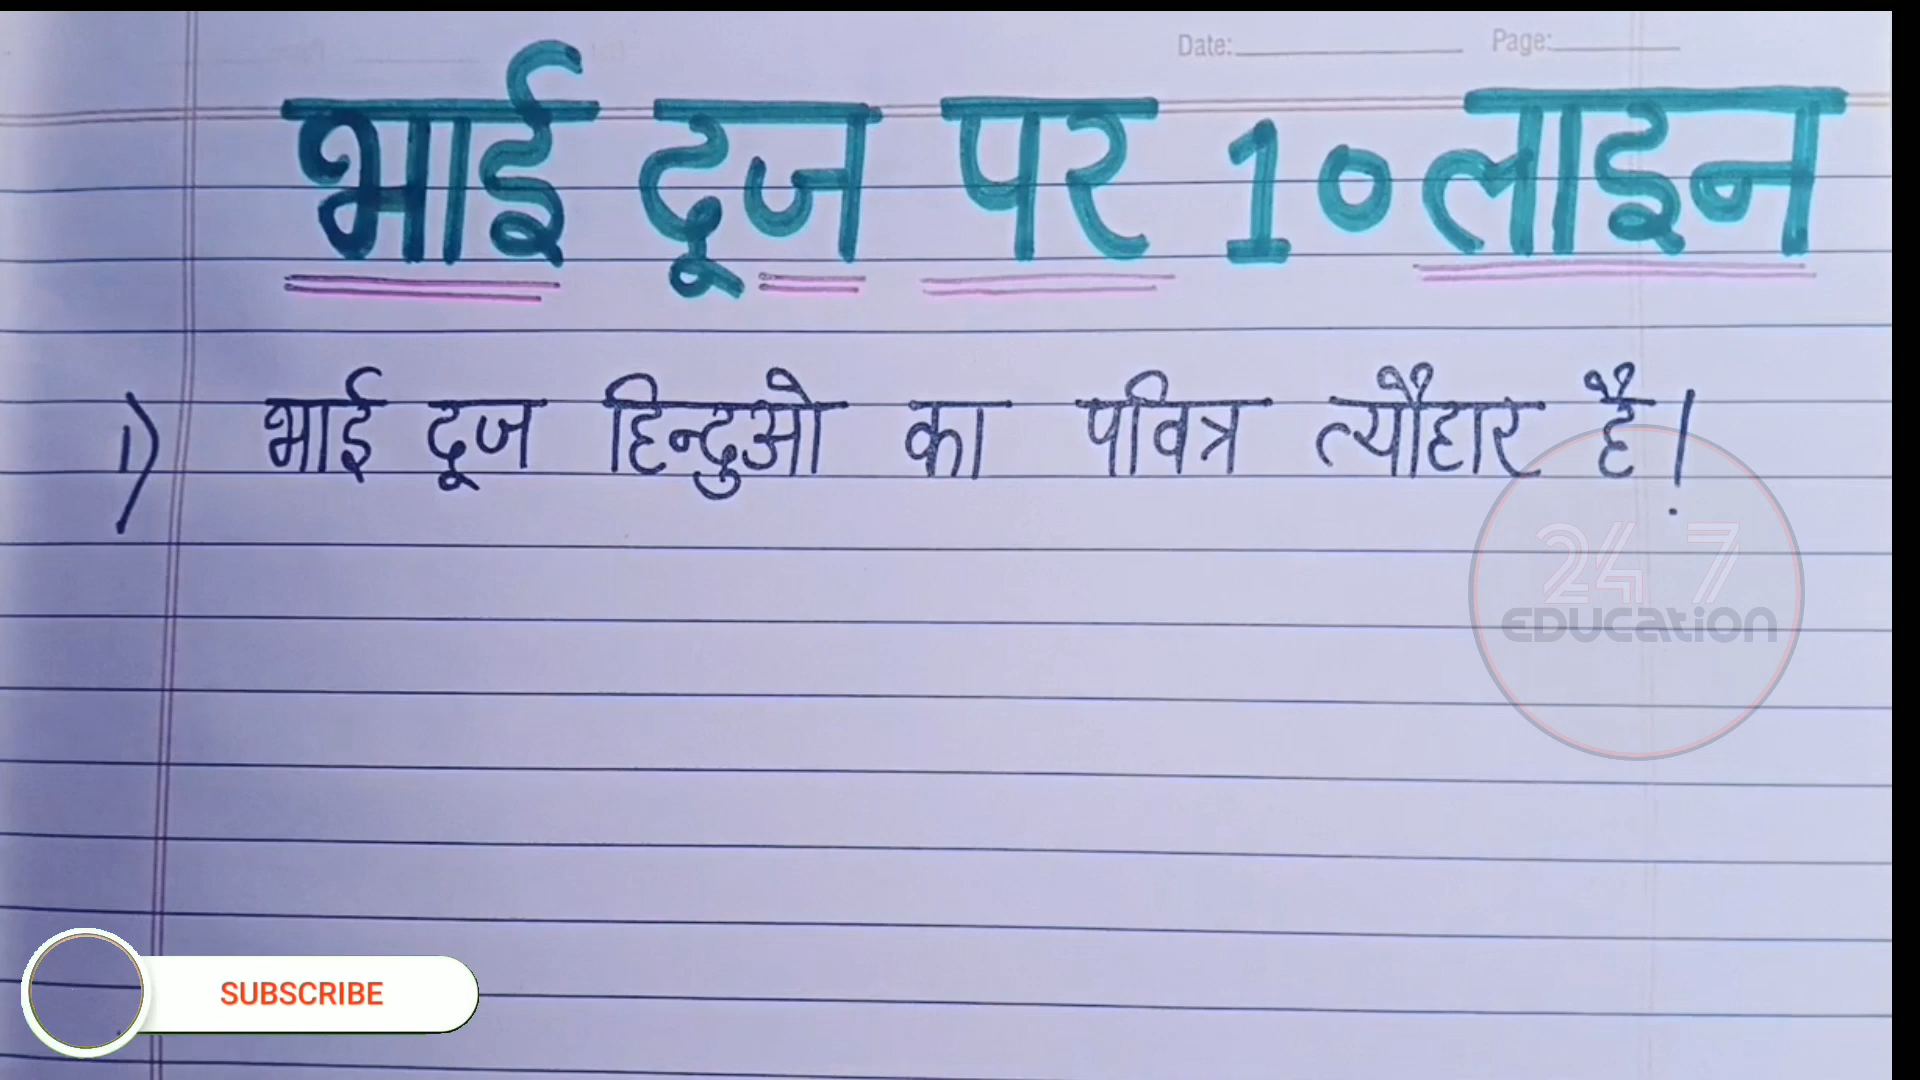 Date: Page:
भाई दूज पर 10 लाइन
1) भाई दूज हिन्दुओ का पवित्र त्यौहार है।
24 7
EDUCATION
SUBSCRIBE